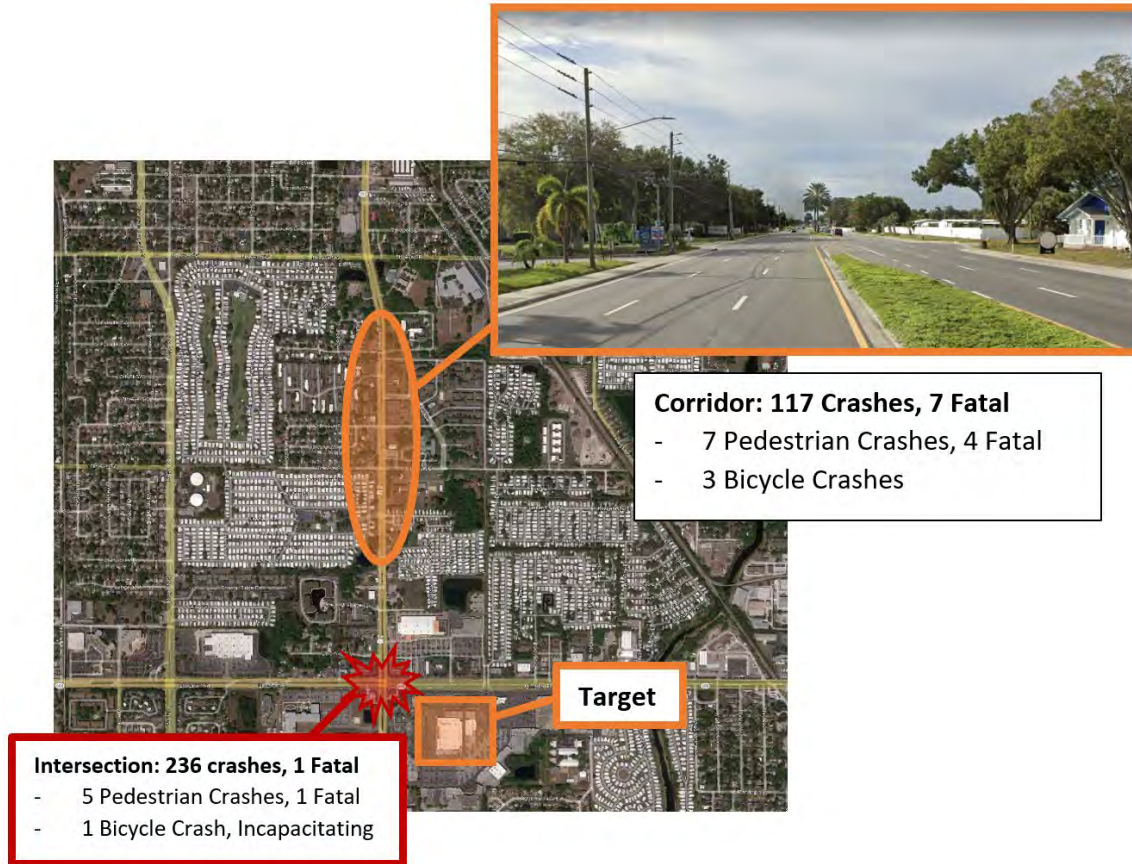 Corridor: 117 Crashes, 7 Fatal
- 7 Pedestrian Crashes, 4 Fatal
- 3 Bicycle Crashes
Target
Intersection: 236 crashes, 1 Fatal
- 5 Pedestrian Crashes, 1 Fatal
- 1 Bicycle Crash, Incapacitating